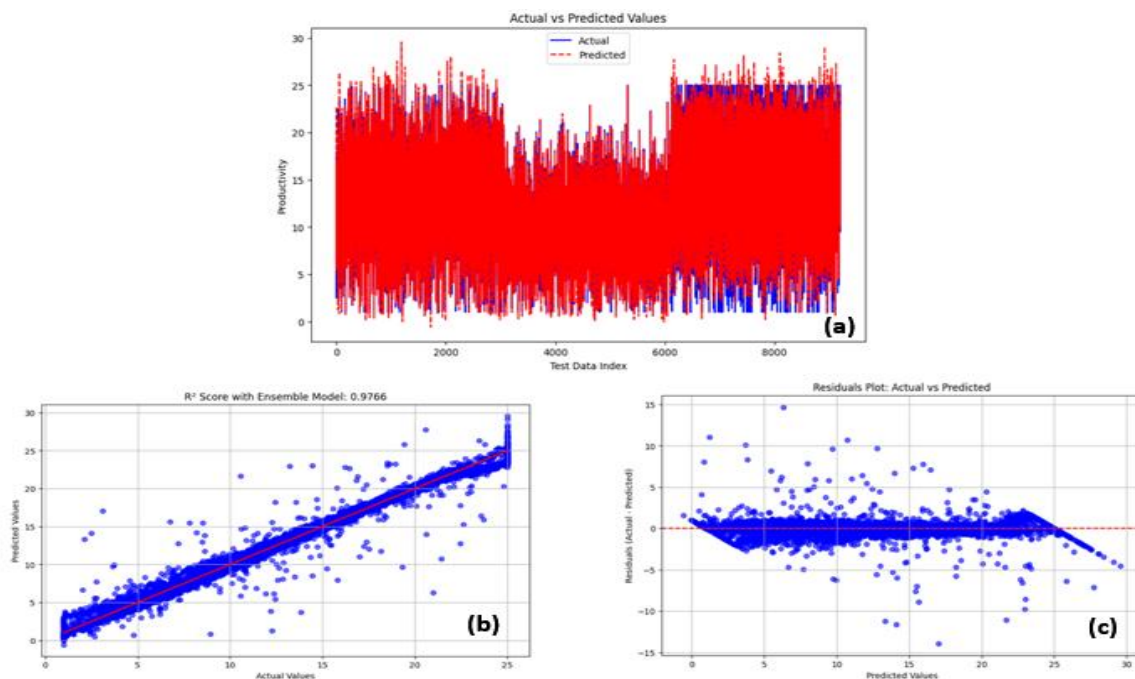 Actual vs Predicted Values
Actual
Predicted
Productivity
30
25
20
15
10
5
0
0
2000
4000
6000
8000
Test Data Index
(a)
R² Score with Ensemble Model: 0.9766
Predicted Values
30
25
20
15
10
5
0
0
5
10
15
20
25
Actual Values
(b)
Residuals Plot: Actual vs Predicted
Residuals (Actual - Predicted)
15
10
5
0
−5
−10
−15
0
5
10
15
20
25
30
Predicted Values
(c)